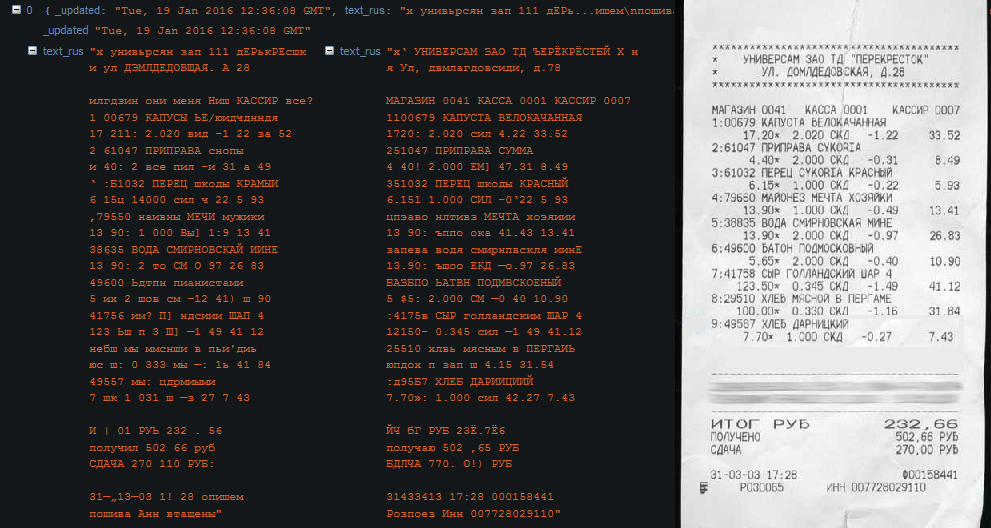 0 { _updated: "Tue, 19 Jan 2016 12:36:08 GMT", text_rus: "х универсян зап 111 дЕРь...ишем\nпошива
_updated "Tue, 19 Jan 2016 12:36:08 GMT"
text_rus "х универсян зап 111 дЕРькРЕсшк
и ул ДЭМЛДЕДОВЩАЯ. А 28
илгдзин они меня Ниш КАССИР все?
1 00679 КАПУСЫ ЬЕ/юидчднндя
17 211: 2.020 вид -1 22 за 52
2 61047 ПРИПРАВА снопы
и 40: 2 все пил -и 31 а 49
‘ :Б1032 ПЕРЕЦ шкоды КРАМЫИ
6 15ц 14000 сил ч 22 5 93
,79550 наивны МЕЧИ мужики
13 90: 1 000 Вы] 1:9 13 41
38635 ВОДА СМИРНОВСКАЙ ИИНЕ
13 90: 2 то СМ О 97 26 83
49600 Ьдтпн пианистами
5 их 2 шов см -12 41) ш 90
41756 им? П] ндсиии ШАП 4
123 Ьш п 3 Ш] —1 49 41 12
небш мы ммснши в пьи'диь
юс ш: 0 333 мы —: 1ь 41 84
49557 мы: цдрмиыми
7 шк 1 031 ш —з 27 7 43
И | 01 РУЬ 232 . 56
получил 502 66 руб
СДАЧА 270 110 РУБ:
31—„13—03 1! 28 опишем
пошива Анн втащены"
text_rus "х‘ УНИВЕРСАМ ЗАО ТД ЪЕРЁКРЁСТБЙ Х н
я Ул, двмлагдовсиди, д.78
МАГАЗИН 0041 КАССА 0001 КАССИР 0007
1100679 КАПУСТА ВЕЛОКАЧАННАЯ
1720: 2.020 сил 4.22 33.52
251047 ПРИПРАВА СУММА
4 40! 2.000 ЕМ] 47.31 8.49
351032 ПЕРЕЦ шкоды КРАСНЫЙ
6.151 1.000 СИЛ -0‘22 5 93
цпэаво нлтивз МЕЧТА хоэяиии
13 90: ъппо ока 41.43 13.41
запева водя смирнпвскля иинЕ
13.90: ъшоо ЕКД —о.97 26.83
БАЗБПО ЬАТВН ПОДМВСКОЕНЫЙ
5 $5: 2.000 СМ —0 40 10.90
:4175в СЫР голландским ШАР 4
12150- 0.345 сил —1 49 41.12
25510 хлвь мясным в ПЕРГАИЬ
юпдох п зап ш 4.15 31.54
:д95Б7 ХЛЕБ ДАРИИЦИИЙ
7.70»: 1.000 сил 42.27 7.43
ЙЧ бГ РУБ 23Ё.7Ё6
получаю 502 ,65 РУБ
БДЛЧА 770. О!) РУБ
31433413 17:28 000158441
Розпоез Инн 007728029110"
************************************
* УНИВЕРСАМ ЗАО ТД "ПЕРЕКРЕСТОК"
* УЛ. ДОМЛДЕДОВСКАЯ, Д.28
************************************
МАГАЗИН 0041 КАССА 0001 КАССИР 0007
1:00679 КАПУСТА БЕЛОКАЧАННАЯ
17.20* 2.020 СКД -1.22 33.52
2:61047 ПРИПРАВА CYKORIA
4.40* 2.000 СКД -0.31 8.49
3:61032 ПЕРЕЦ CYKORIA КРАСНЫЙ
6.15* 1.000 СКД -0.22 5.93
4:79660 МАЙОНЕЗ МЕЧТА ХОЗЯЙКИ
13.90* 1.000 СКД -0.49 13.41
5:38835 ВОДА СМИРНОВСКАЯ МИНЕ
13.90* 2.000 СКД -0.97 26.83
6:49600 БАТОН ПОДМОСКОВНЫЙ
5.65* 2.000 СКД -0.40 10.90
7:41758 СЫР ГОЛЛАНДСКИЙ ШАР 4
123.50* 0.345 СКД -1.49 41.12
8:29510 ХЛЕБ МЯСНОЙ В ПЕРГАМЕ
100.00* 0.330 СКД -1.16 31.84
9:49567 ХЛЕБ ДАРНИЦКИЙ
7.70* 1.000 СКД -0.27 7.43
ИТОГ РУБ 232,66
ПОЛУЧЕНО 502,66 РУБ
СДАЧА 270,00 РУБ
31-03-03 17:28 Ф00158441
P030065 ИНН 007728029110